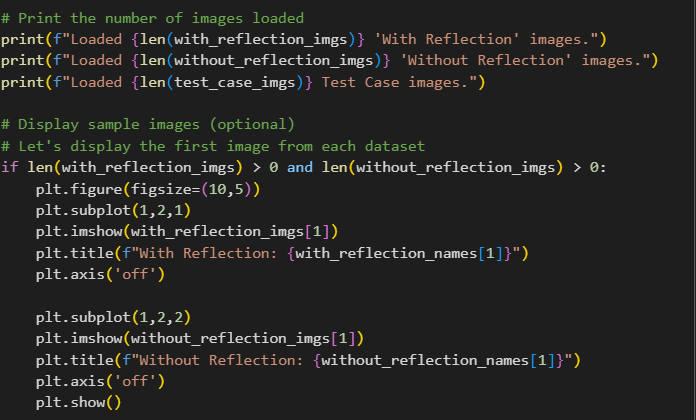 # Print the number of images loaded
print(f"Loaded {len(with_reflection_imgs)} 'With Reflection' images.")
print(f"Loaded {len(without_reflection_imgs)} 'Without Reflection' images.")
print(f"Loaded {len(test_case_imgs)} Test Case images.")

# Display sample images (optional)
# Let's display the first image from each dataset
if len(with_reflection_imgs) > 0 and len(without_reflection_imgs) > 0:
    plt.figure(figsize=(10,5))
    plt.subplot(1,2,1)
    plt.imshow(with_reflection_imgs[1])
    plt.title(f"With Reflection: {with_reflection_names[1]}")
    plt.axis('off')

    plt.subplot(1,2,2)
    plt.imshow(without_reflection_imgs[1])
    plt.title(f"Without Reflection: {without_reflection_names[1]}")
    plt.axis('off')
    plt.show()